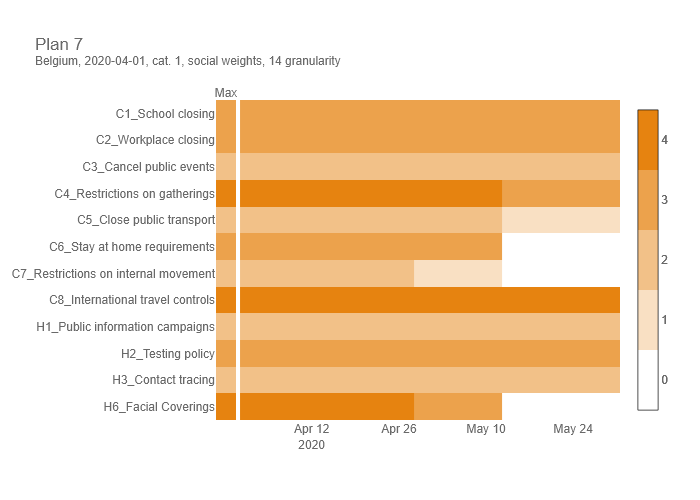 Plan 7
Belgium, 2020-04-01, cat. 1, social weights, 14 granularity
Max
C1_School closing
C2_Workplace closing
C3_Cancel public events
C4_Restrictions on gatherings
C5_Close public transport
C6_Stay at home requirements
C7_Restrictions on internal movement
C8_International travel controls
H1_Public information campaigns
H2_Testing policy
H3_Contact tracing
H6_Facial Coverings
Apr 12
2020
Apr 26
May 10
May 24
4
3
2
1
0